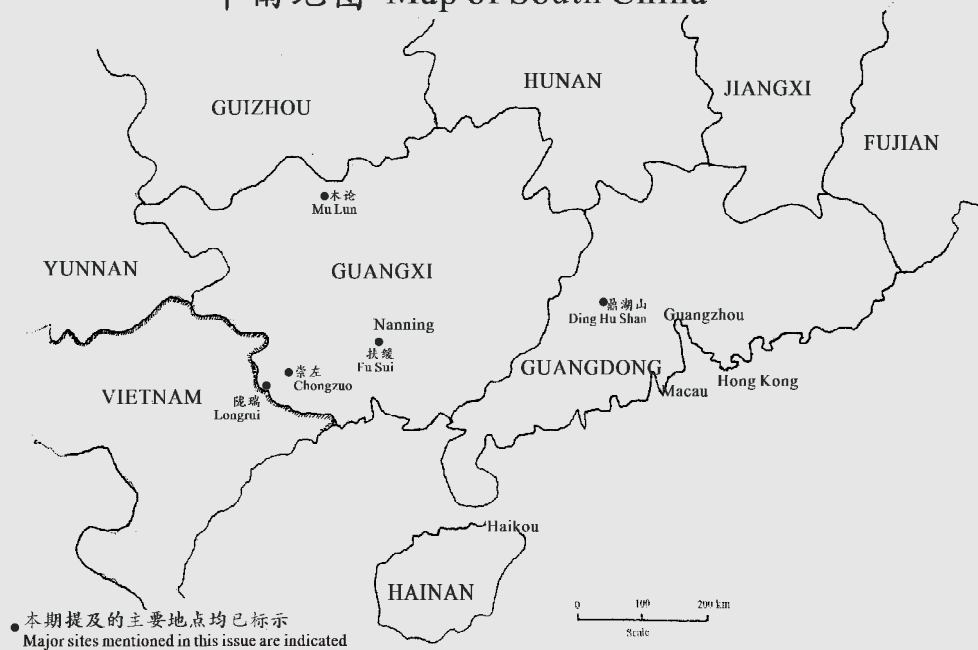 Map of South China
HUNAN
JIANGXI
GUIZHOU
FUJIAN
木论
Mu Lun
YUNNAN
GUANGXI
鼎湖山
Ding Hu Shan
Guangzhou
Nanning
扶绥
Fu Sui
崇左
Chongzuo
GUANGDONG
Hong Kong
Macau
VIETNAM
陇瑞
Longrui
Haikou
HAINAN
0 100 200 km
Scale
本期提及的主要地点均已标示
Major sites mentioned in this issue are indicated